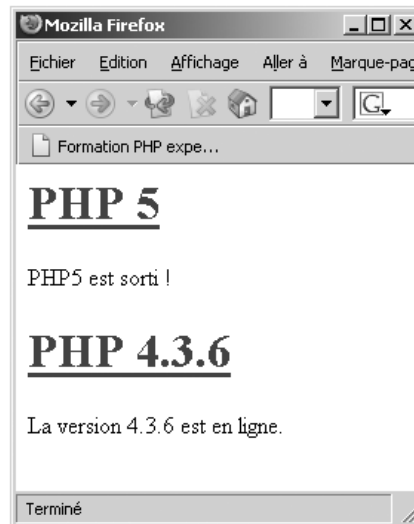 Mozilla Firefox
Fichier Edition Affichage Aller à Marque-pag
G
Formation PHP expe...
PHP 5
PHP5 est sorti !
PHP 4.3.6
La version 4.3.6 est en ligne.
Terminé